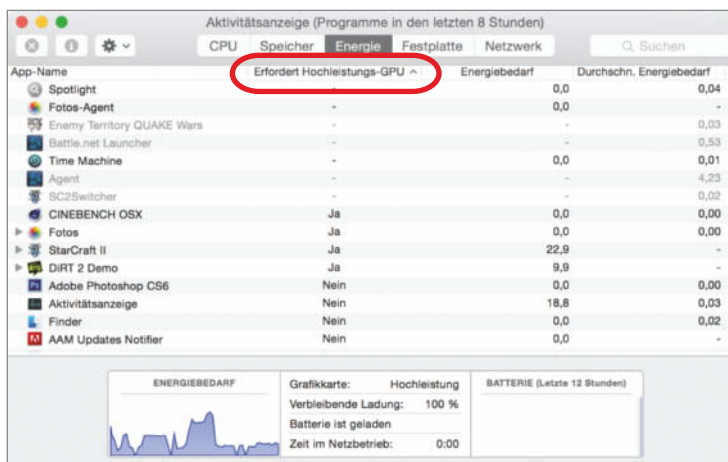 Aktivitätsanzeige (Programme in den letzten 8 Stunden)
CPU Speicher Energie Festplatte Netzwerk Suchen
App-Name Erfordert Hochleistungs-GPU Energiebedarf Durchschn. Energiebedarf
Spotlight - 0,0 0,04
Fotos-Agent - 0,0 -
Enemy Territory QUAKE Wars - - 0,03
Battle.net Launcher - - 0,53
Time Machine - 0,0 0,01
Agent - - 4,23
SC2Switcher - - 0,02
CINEBENCH OSX Ja 0,0 0,00
Fotos Ja 0,0 0,00
StarCraft II Ja 22,9 -
DiRT 2 Demo Ja 9,9 -
Adobe Photoshop CS6 Nein 0,0 0,00
Aktivitätsanzeige Nein 18,8 0,03
Finder Nein 0,0 0,02
AAM Updates Notifier Nein 0,0 -
ENERGIEBEDARF Grafikkarte: Hochleistung BATTERIE (Letzte 12 Stunden)
Verbleibende Ladung: 100 %
Batterie ist geladen
Zeit im Netzbetrieb: 0:00